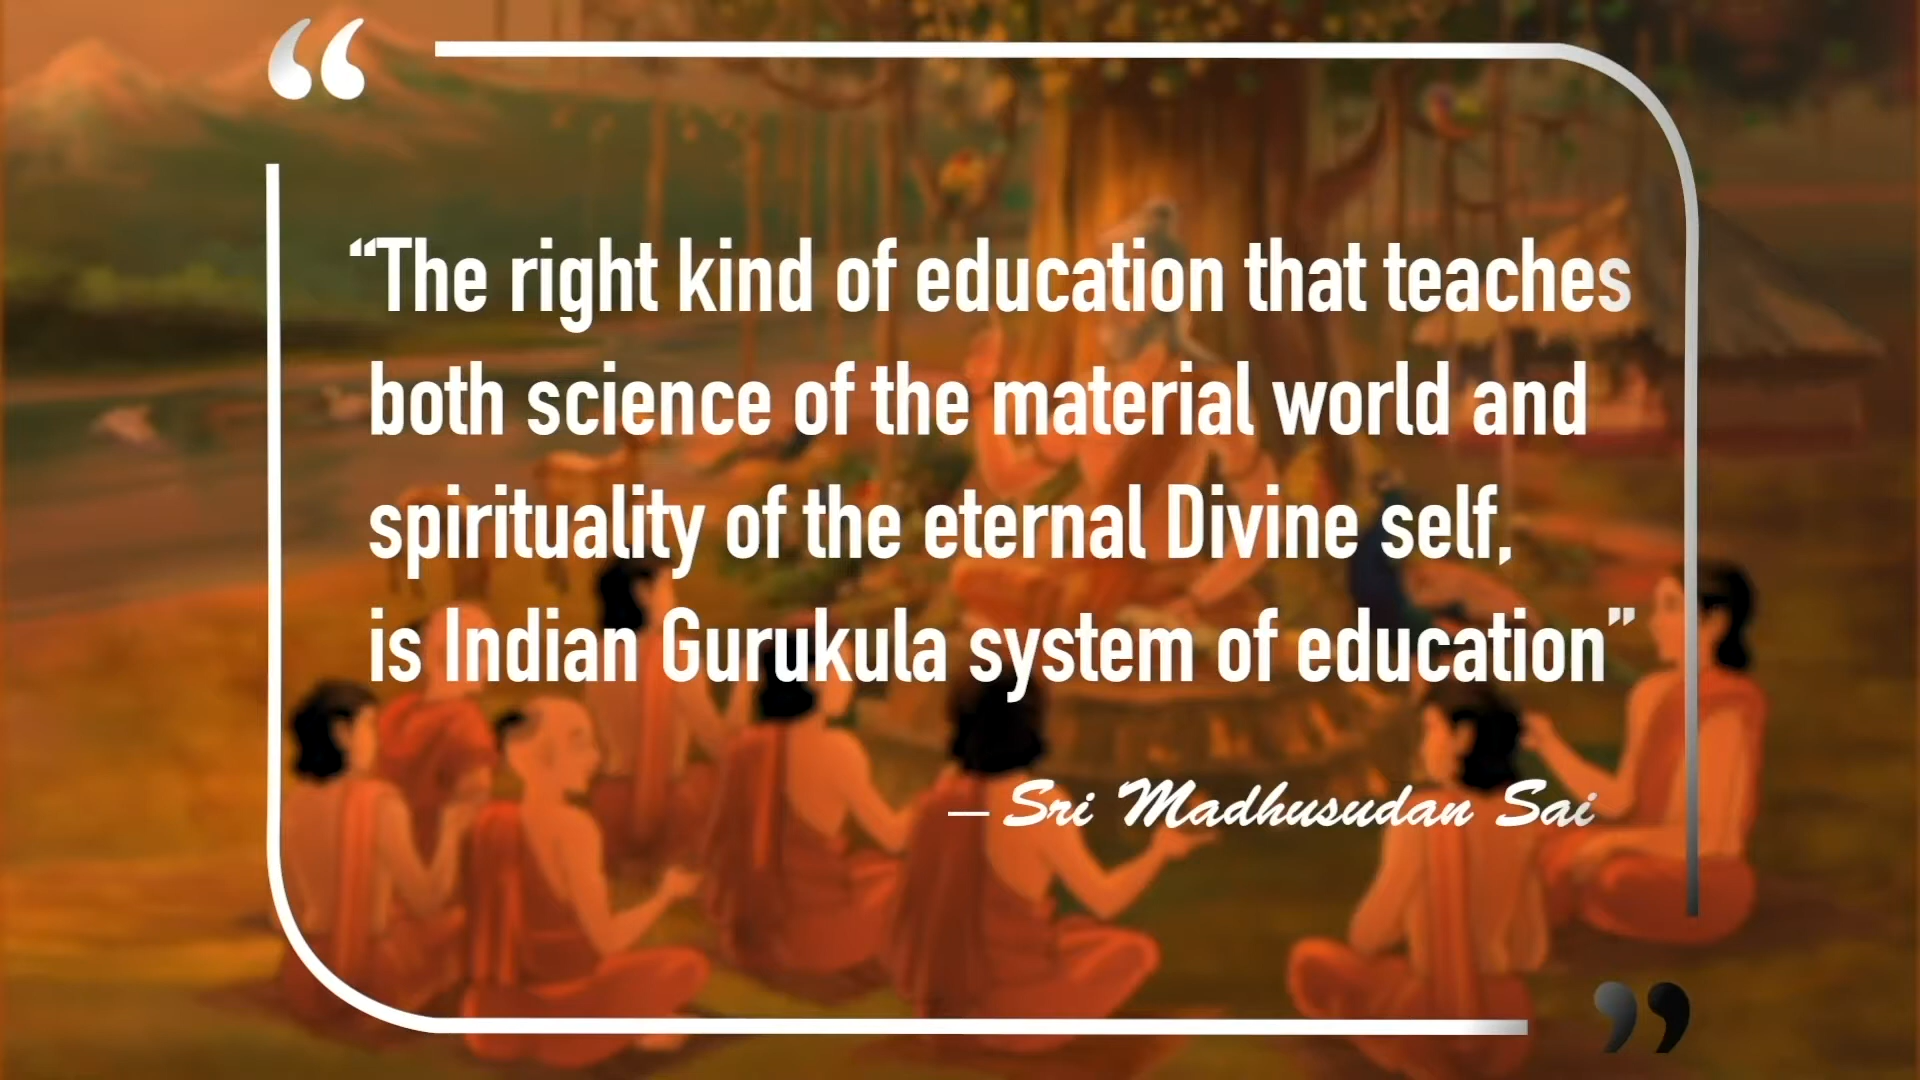 “The right kind of education that teaches
both science of the material world and
spirituality of the eternal Divine self,
is Indian Gurukula system of education”
— Sri Madhusudan Sai